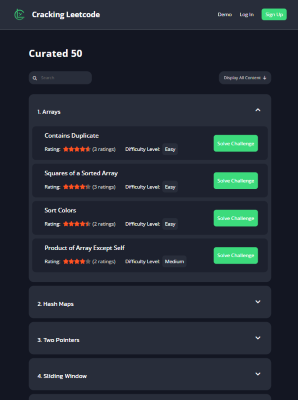 Cracking Leetcode
Demo Log In Sign Up
Curated 50
Search
Display All Content ↓
1. Arrays
Contains Duplicate
Rating: (3 ratings) Difficulty Level: Easy
Solve Challenge
Squares of a Sorted Array
Rating: (3 ratings) Difficulty Level: Easy
Solve Challenge
Sort Colors
Rating: (2 ratings) Difficulty Level: Easy
Solve Challenge
Product of Array Except Self
Rating: (2 ratings) Difficulty Level: Medium
Solve Challenge
2. Hash Maps
3. Two Pointers
4. Sliding Window